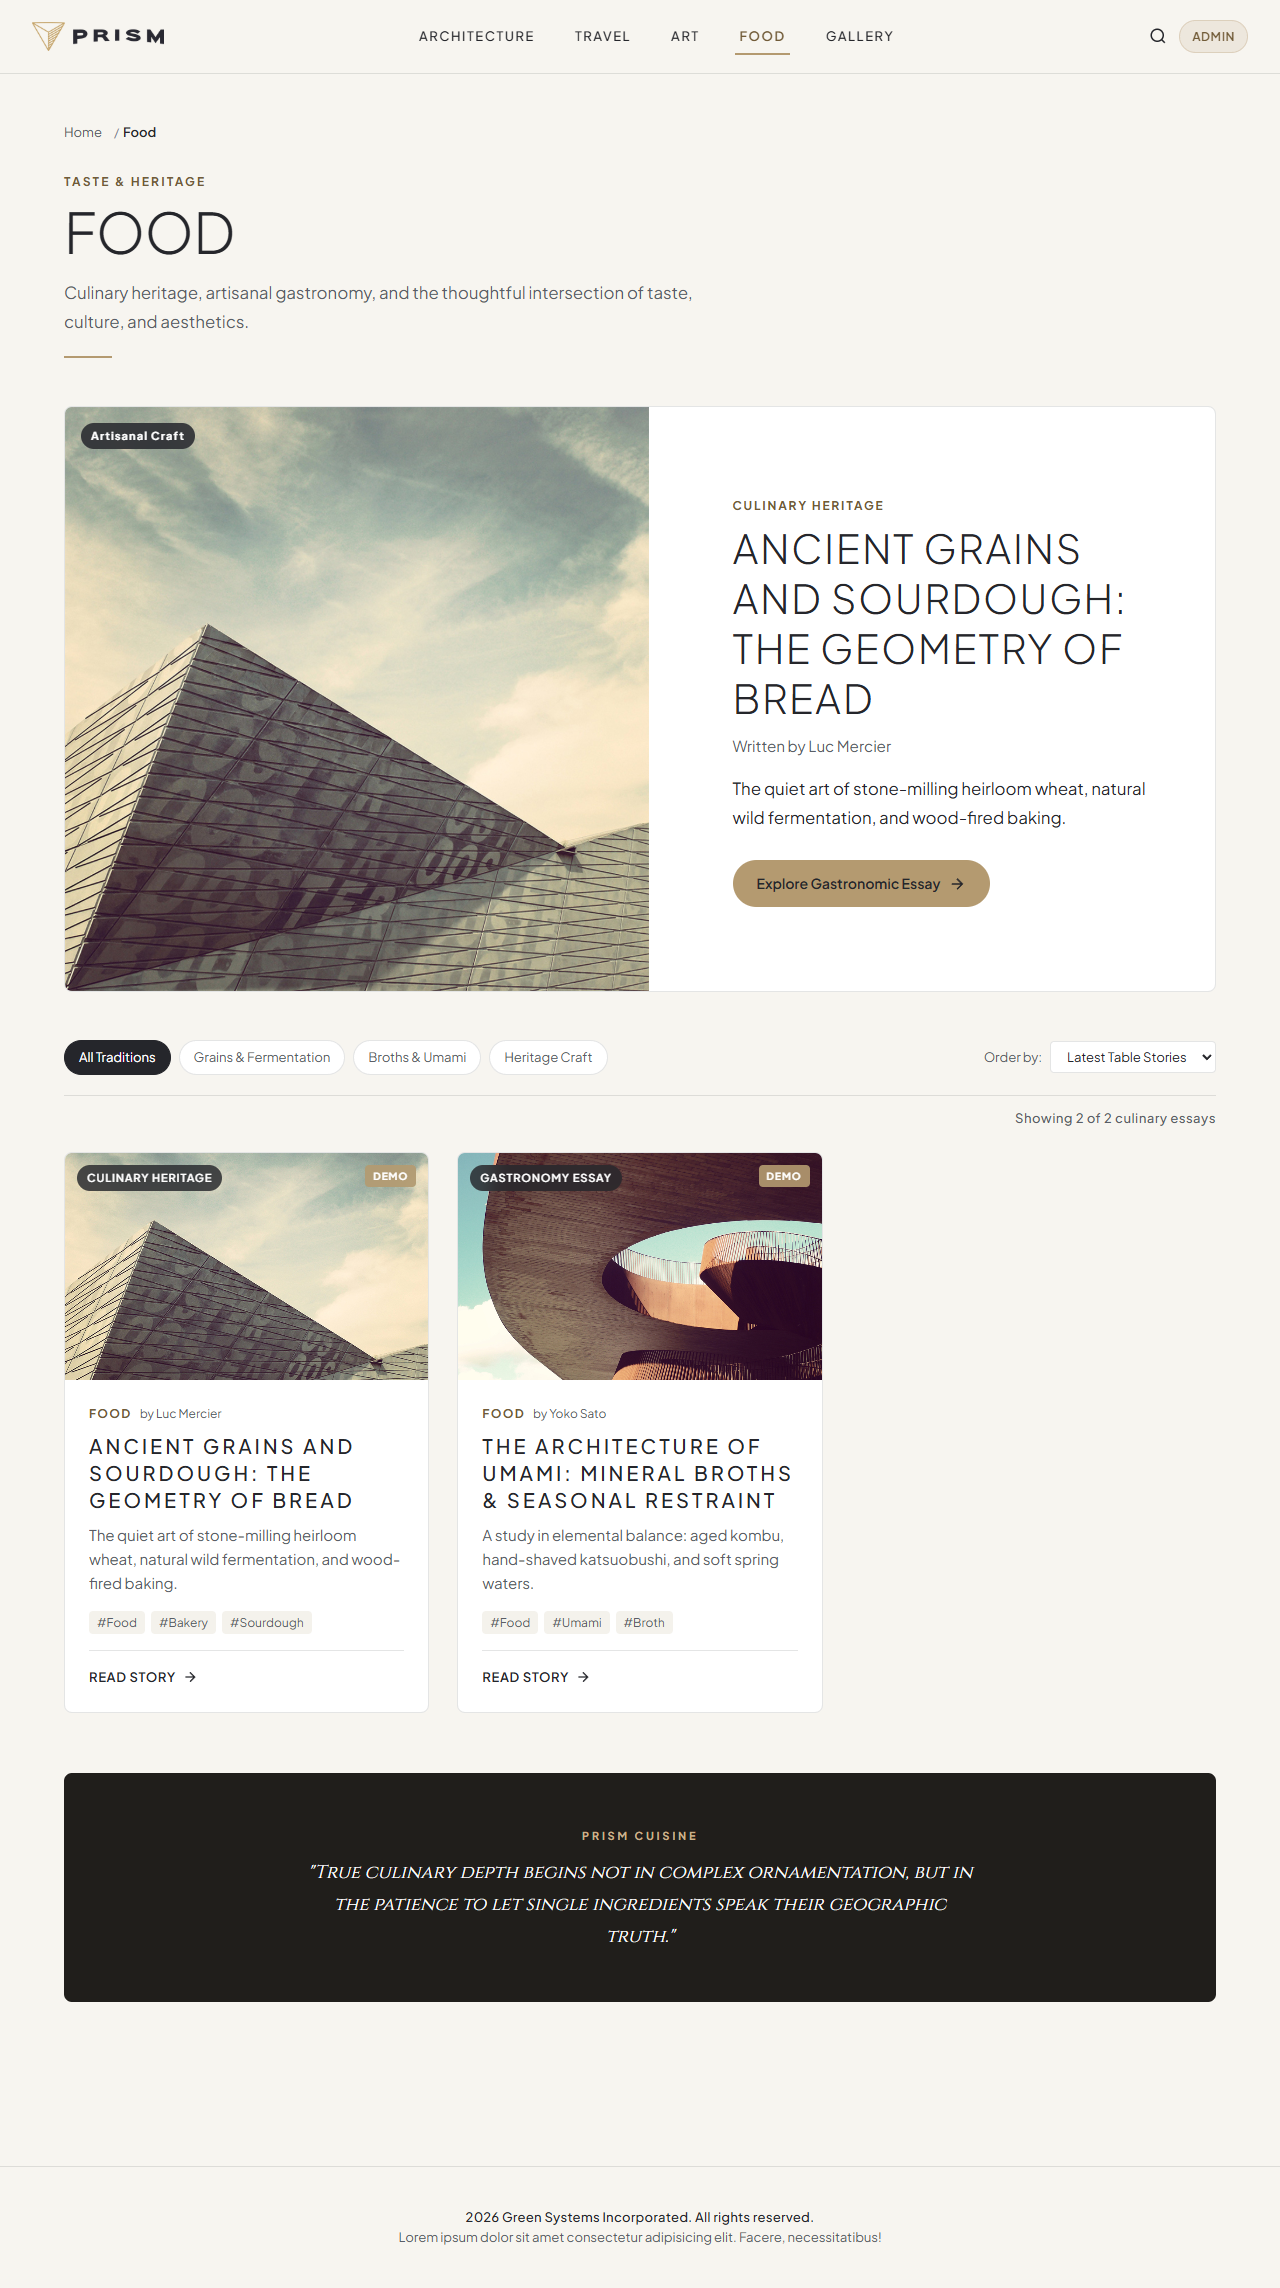 PRISM
ARCHITECTURE
TRAVEL
ART
FOOD
GALLERY
ADMIN
Home / Food
TASTE & HERITAGE
FOOD
Culinary heritage, artisanal gastronomy, and the thoughtful intersection of taste,
culture, and aesthetics.
Artisanal Craft
CULINARY HERITAGE
ANCIENT GRAINS
AND SOURDOUGH:
THE GEOMETRY OF
BREAD
Written by Luc Mercier
The quiet art of stone-milling heirloom wheat, natural
wild fermentation, and wood-fired baking.
Explore Gastronomic Essay
All Traditions
Grains & Fermentation
Broths & Umami
Heritage Craft
Order by:
Latest Table Stories
Showing 2 of 2 culinary essays
CULINARY HERITAGE
DEMO
FOOD by Luc Mercier
ANCIENT GRAINS AND
SOURDOUGH: THE
GEOMETRY OF BREAD
The quiet art of stone-milling heirloom
wheat, natural wild fermentation, and wood-
fired baking.
#Food
#Bakery
#Sourdough
READ STORY
GASTRONOMY ESSAY
DEMO
FOOD by Yoko Sato
THE ARCHITECTURE OF
UMAMI: MINERAL BROTHS
& SEASONAL RESTRAINT
A study in elemental balance: aged kombu,
hand-shaved katsuobushi, and soft spring
waters.
#Food
#Umami
#Broth
READ STORY
PRISM CUISINE
"TRUE CULINARY DEPTH BEGINS NOT IN COMPLEX ORNAMENTATION, BUT IN
THE PATIENCE TO LET SINGLE INGREDIENTS SPEAK THEIR GEOGRAPHIC
TRUTH."
2026 Green Systems Incorporated. All rights reserved.
Lorem ipsum dolor sit amet consectetur adipisicing elit. Facere, necessitatibus!